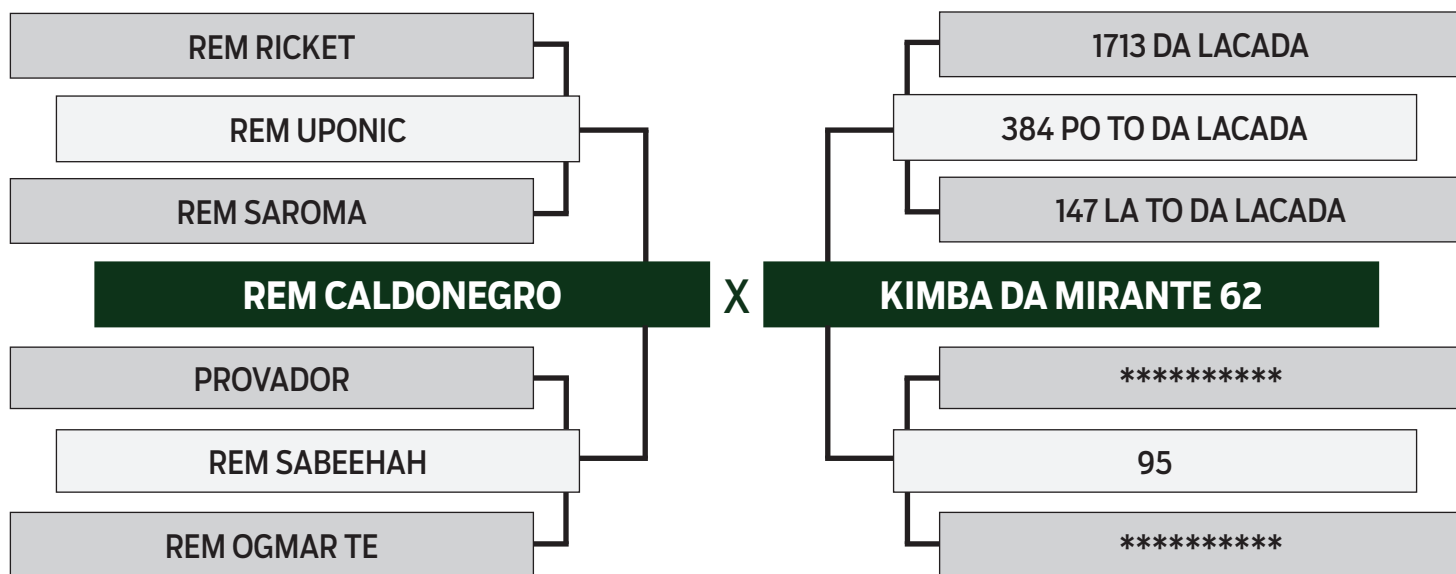 REM RICKET
REM UPONIC
REM SAROMA
REM CALDONEGRO
PROVADOR
REM SABEEHAH
REM OGMAR TE
X
1713 DA LACADA
384 PO TO DA LACADA
147 LA TO DA LACADA
KIMBA DA MIRANTE 62
**********
95
**********